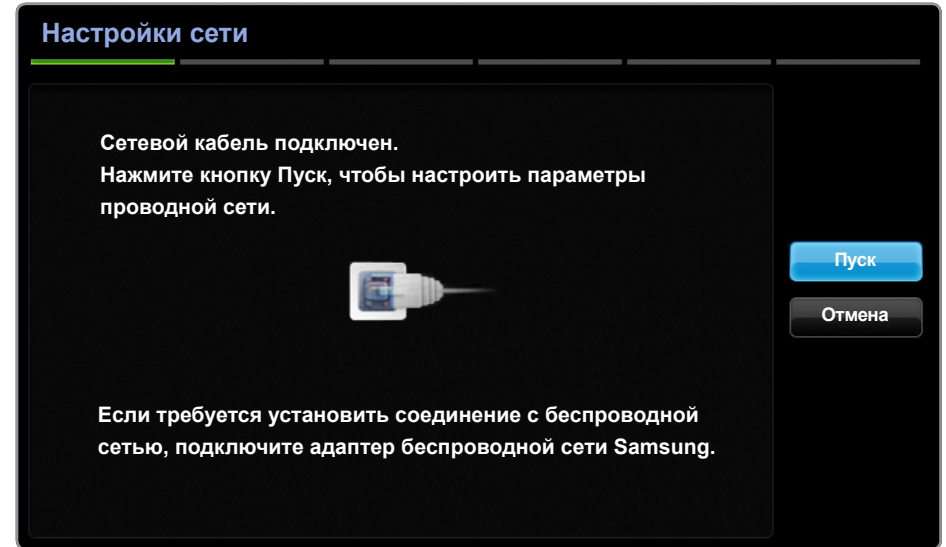 Настройки сети
Сетевой кабель подключен.
Нажмите кнопку Пуск, чтобы настроить параметры
проводной сети.
Пуск
Отмена
Если требуется установить соединение с беспроводной
сетью, подключите адаптер беспроводной сети Samsung.